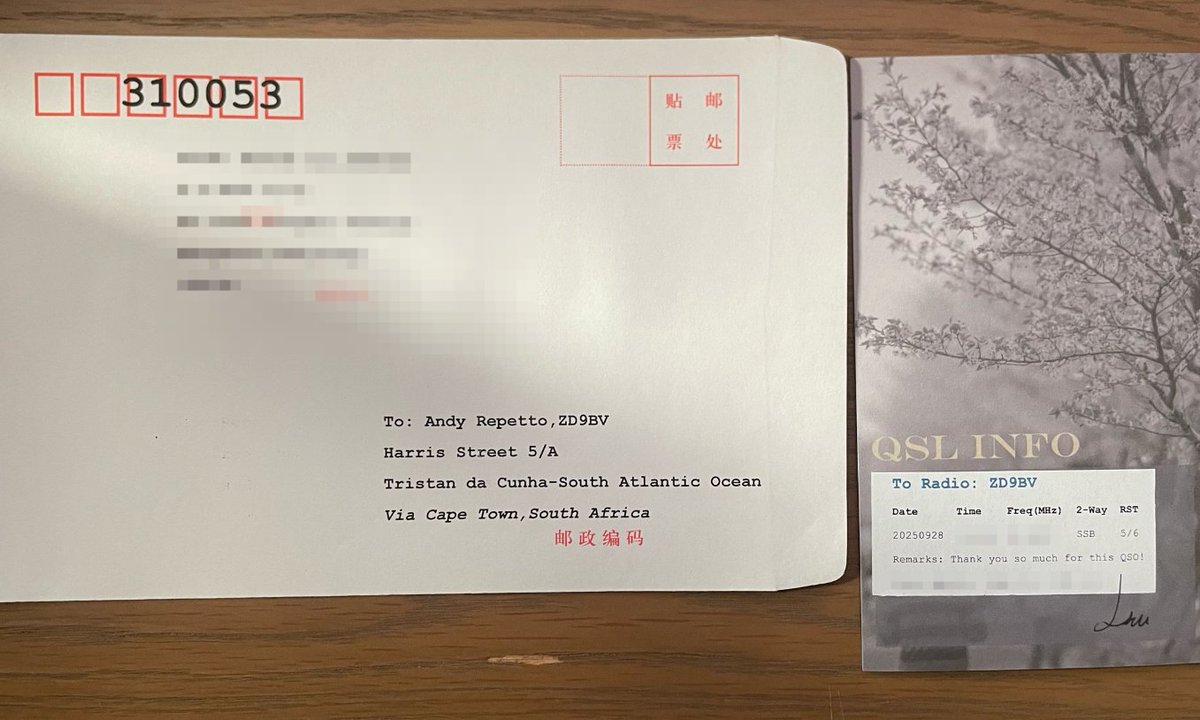 310053
贴 邮
票 处
To: Andy Repetto,ZD9BV
Harris Street 5/A
Tristan da Cunha-South Atlantic Ocean
Via Cape Town,South Africa
邮政编码
QSL INFO
To Radio: ZD9BV
Date Time Freq(MHz) 2-Way RST
20250928 SSB 5/6
Remarks: Thank you so much for this QSO!